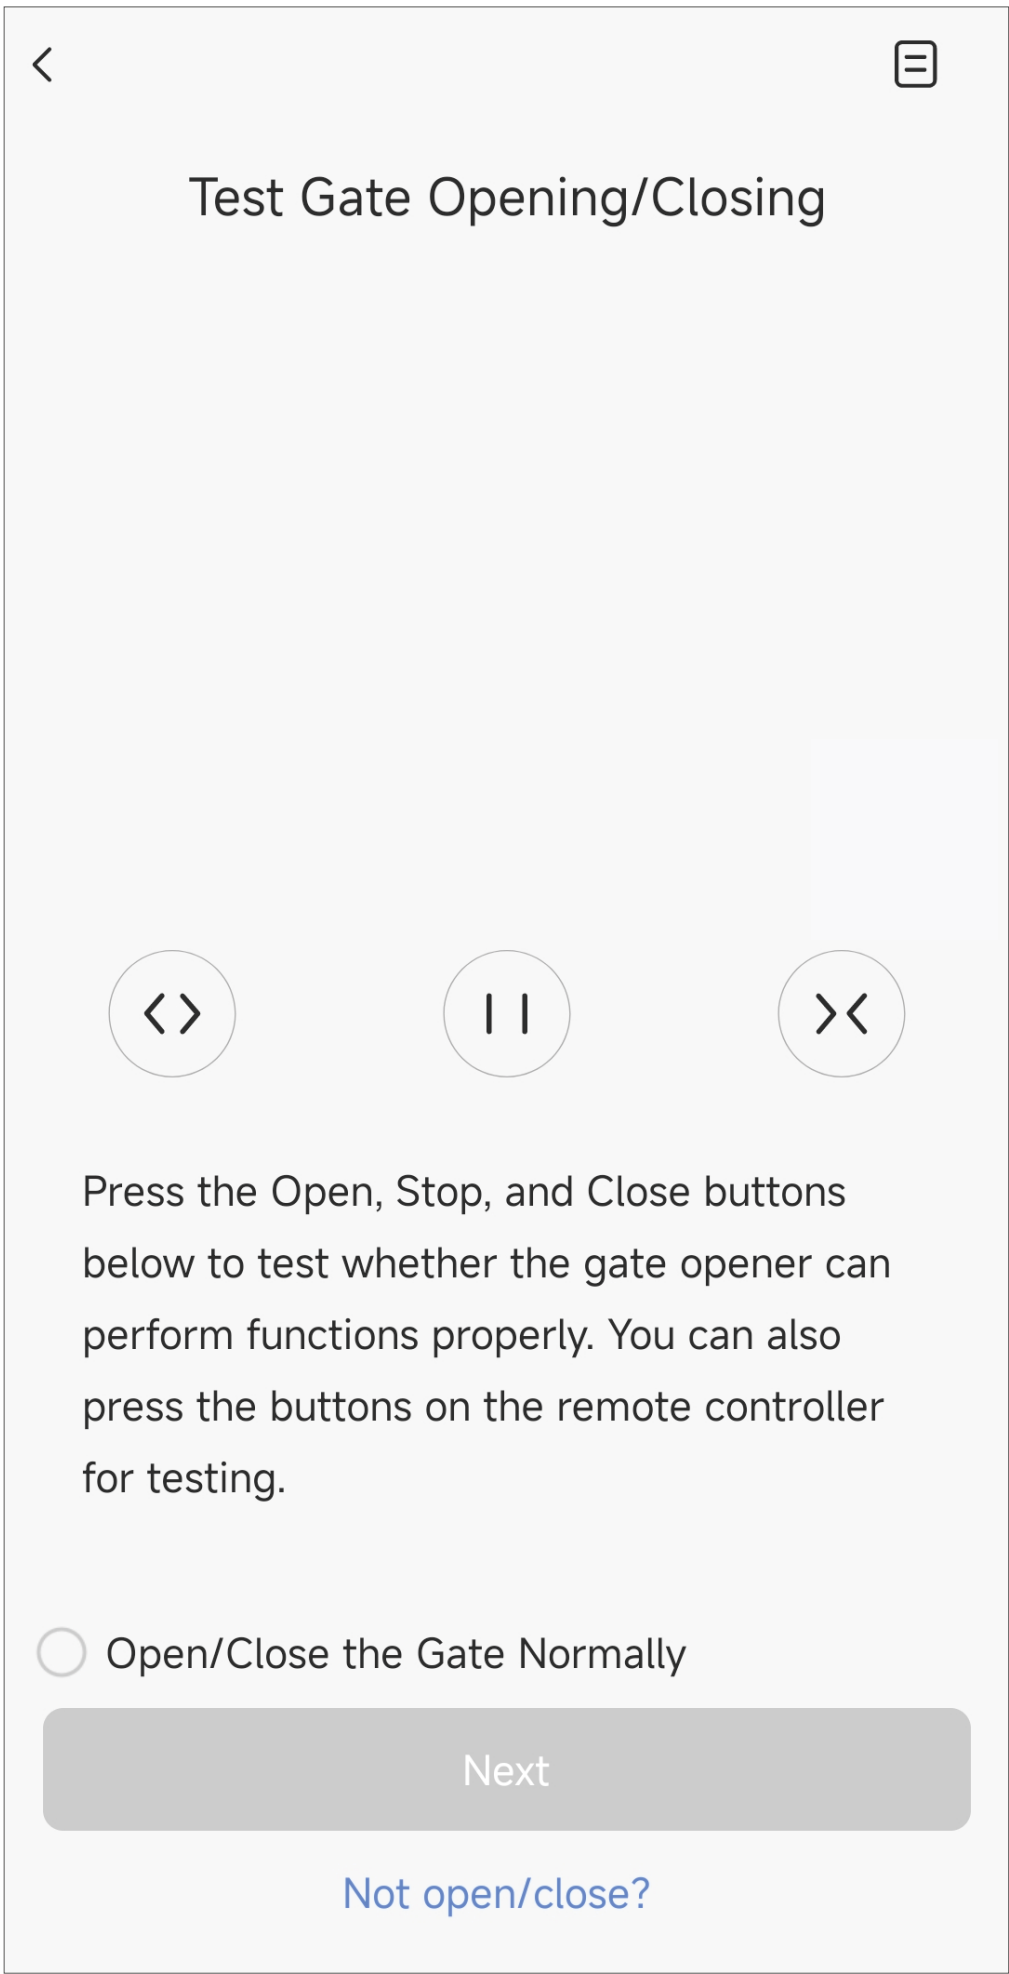 Test Gate Opening/Closing
Press the Open, Stop, and Close buttons
below to test whether the gate opener can
perform functions properly. You can also
press the buttons on the remote controller
for testing.
Open/Close the Gate Normally
Next
Not open/close?